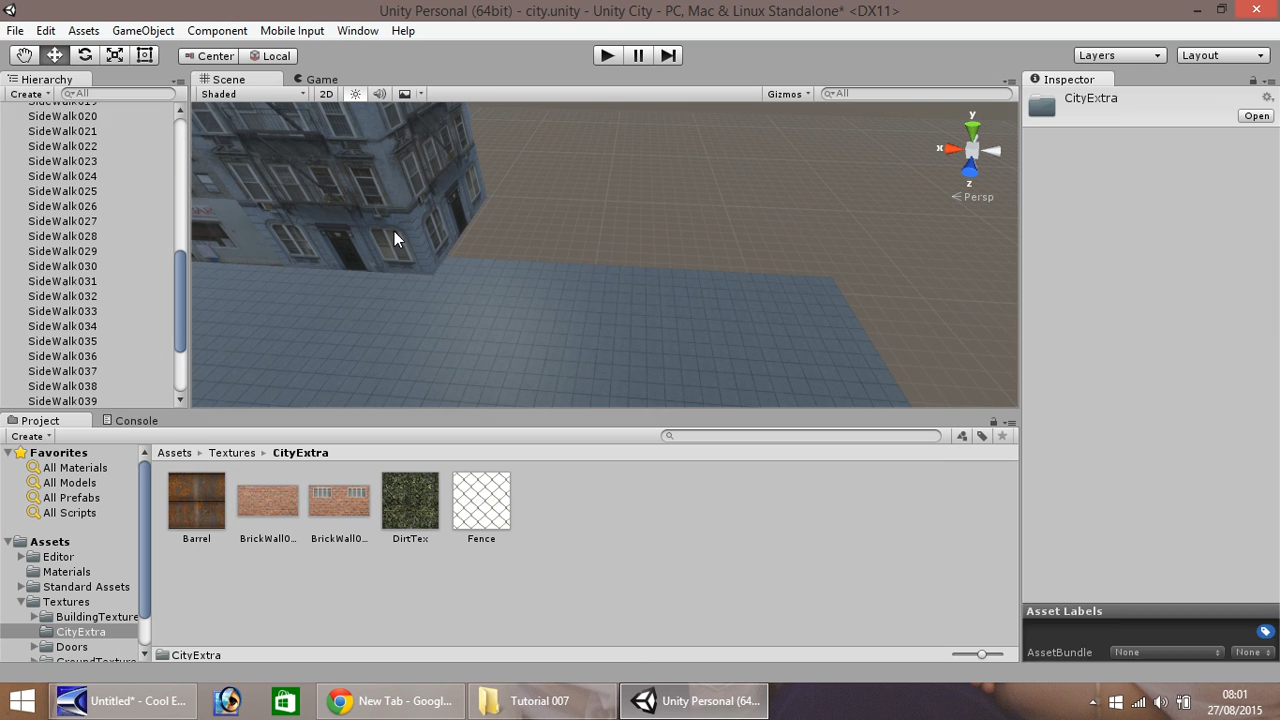 Unity Personal (64bit) - city.unity - Unity City - PC, Mac & Linux Standalone* <DX11>
File Edit Assets GameObject Component Mobile Input Window Help
Center Local Layers Layout
Hierarchy
Create All
SideWalk019
SideWalk020
SideWalk021
SideWalk022
SideWalk023
SideWalk024
SideWalk025
SideWalk026
SideWalk027
SideWalk028
SideWalk029
SideWalk030
SideWalk031
SideWalk032
SideWalk033
SideWalk034
SideWalk035
SideWalk036
SideWalk037
SideWalk038
SideWalk039
Scene Game
Shaded 2D Gizmos All
y
x
z
Persp
Inspector
CityExtra
Open
Project Console
Create
Favorites
All Materials
All Models
All Prefabs
All Scripts
Assets
Editor
Materials
Standard Assets
Textures
BuildingTexture
CityExtra
Doors
GroundTexture
Assets Textures CityExtra
Barrel BrickWall0... BrickWall0... DirtTex Fence
CityExtra
Asset Labels
AssetBundle None None
Untitled* - Cool E... New Tab - Googl... Tutorial 007 Unity Personal (64...
08:01
27/08/2015